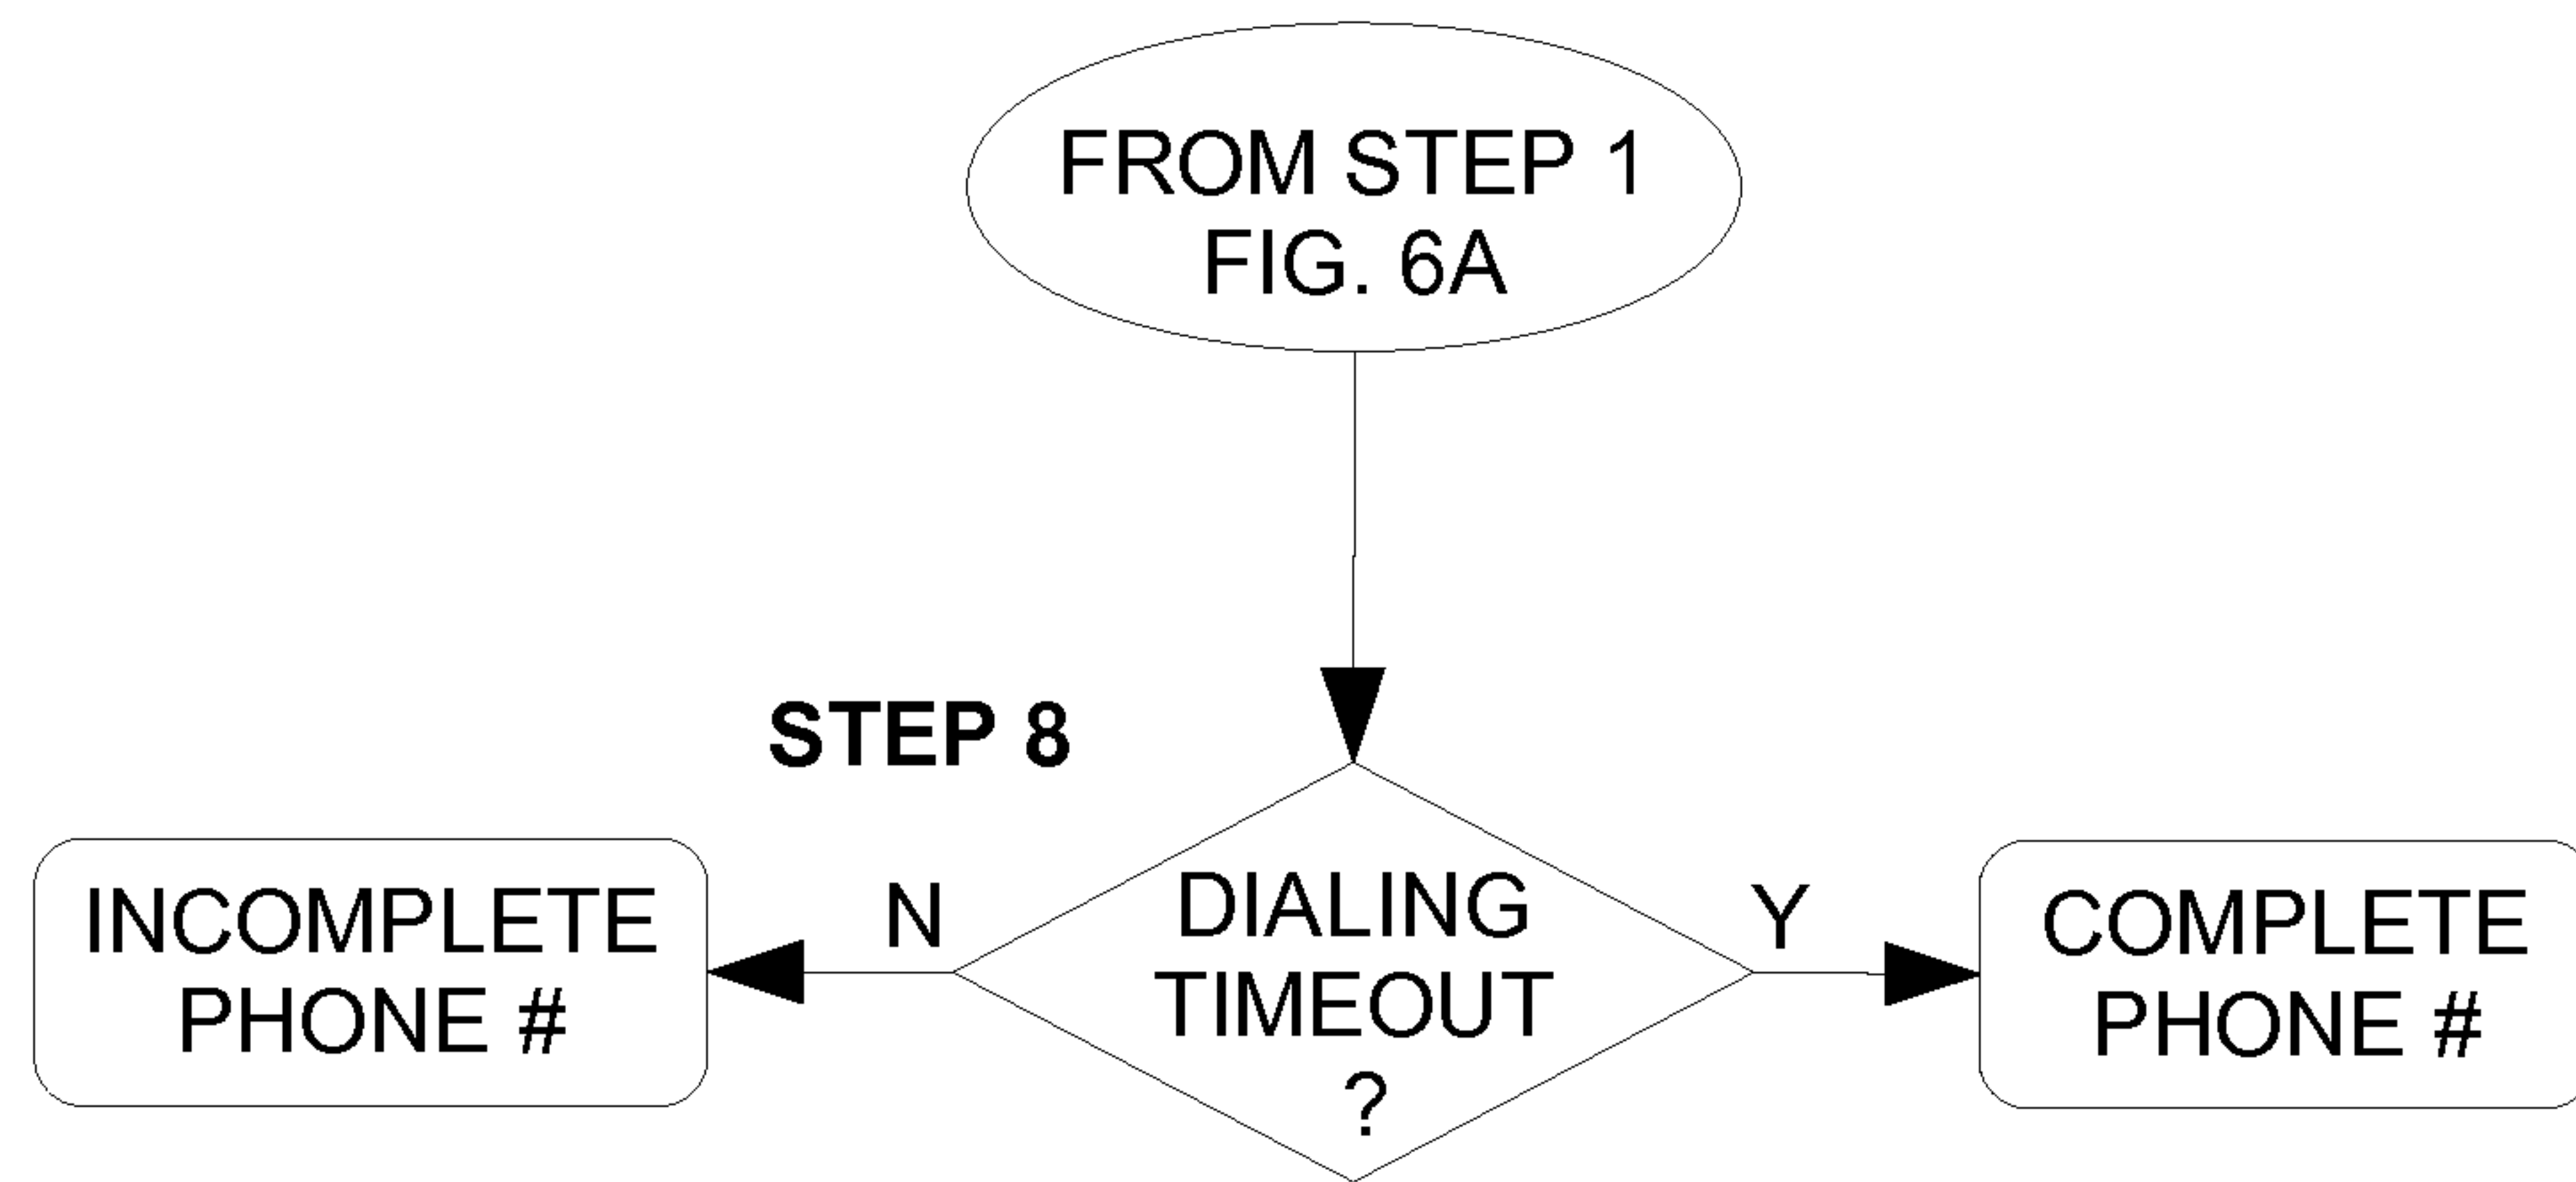 FROM STEP 1
FIG. 6A
STEP 8
INCOMPLETE
PHONE #
N
DIALING
TIMEOUT
?
Y
COMPLETE
PHONE #